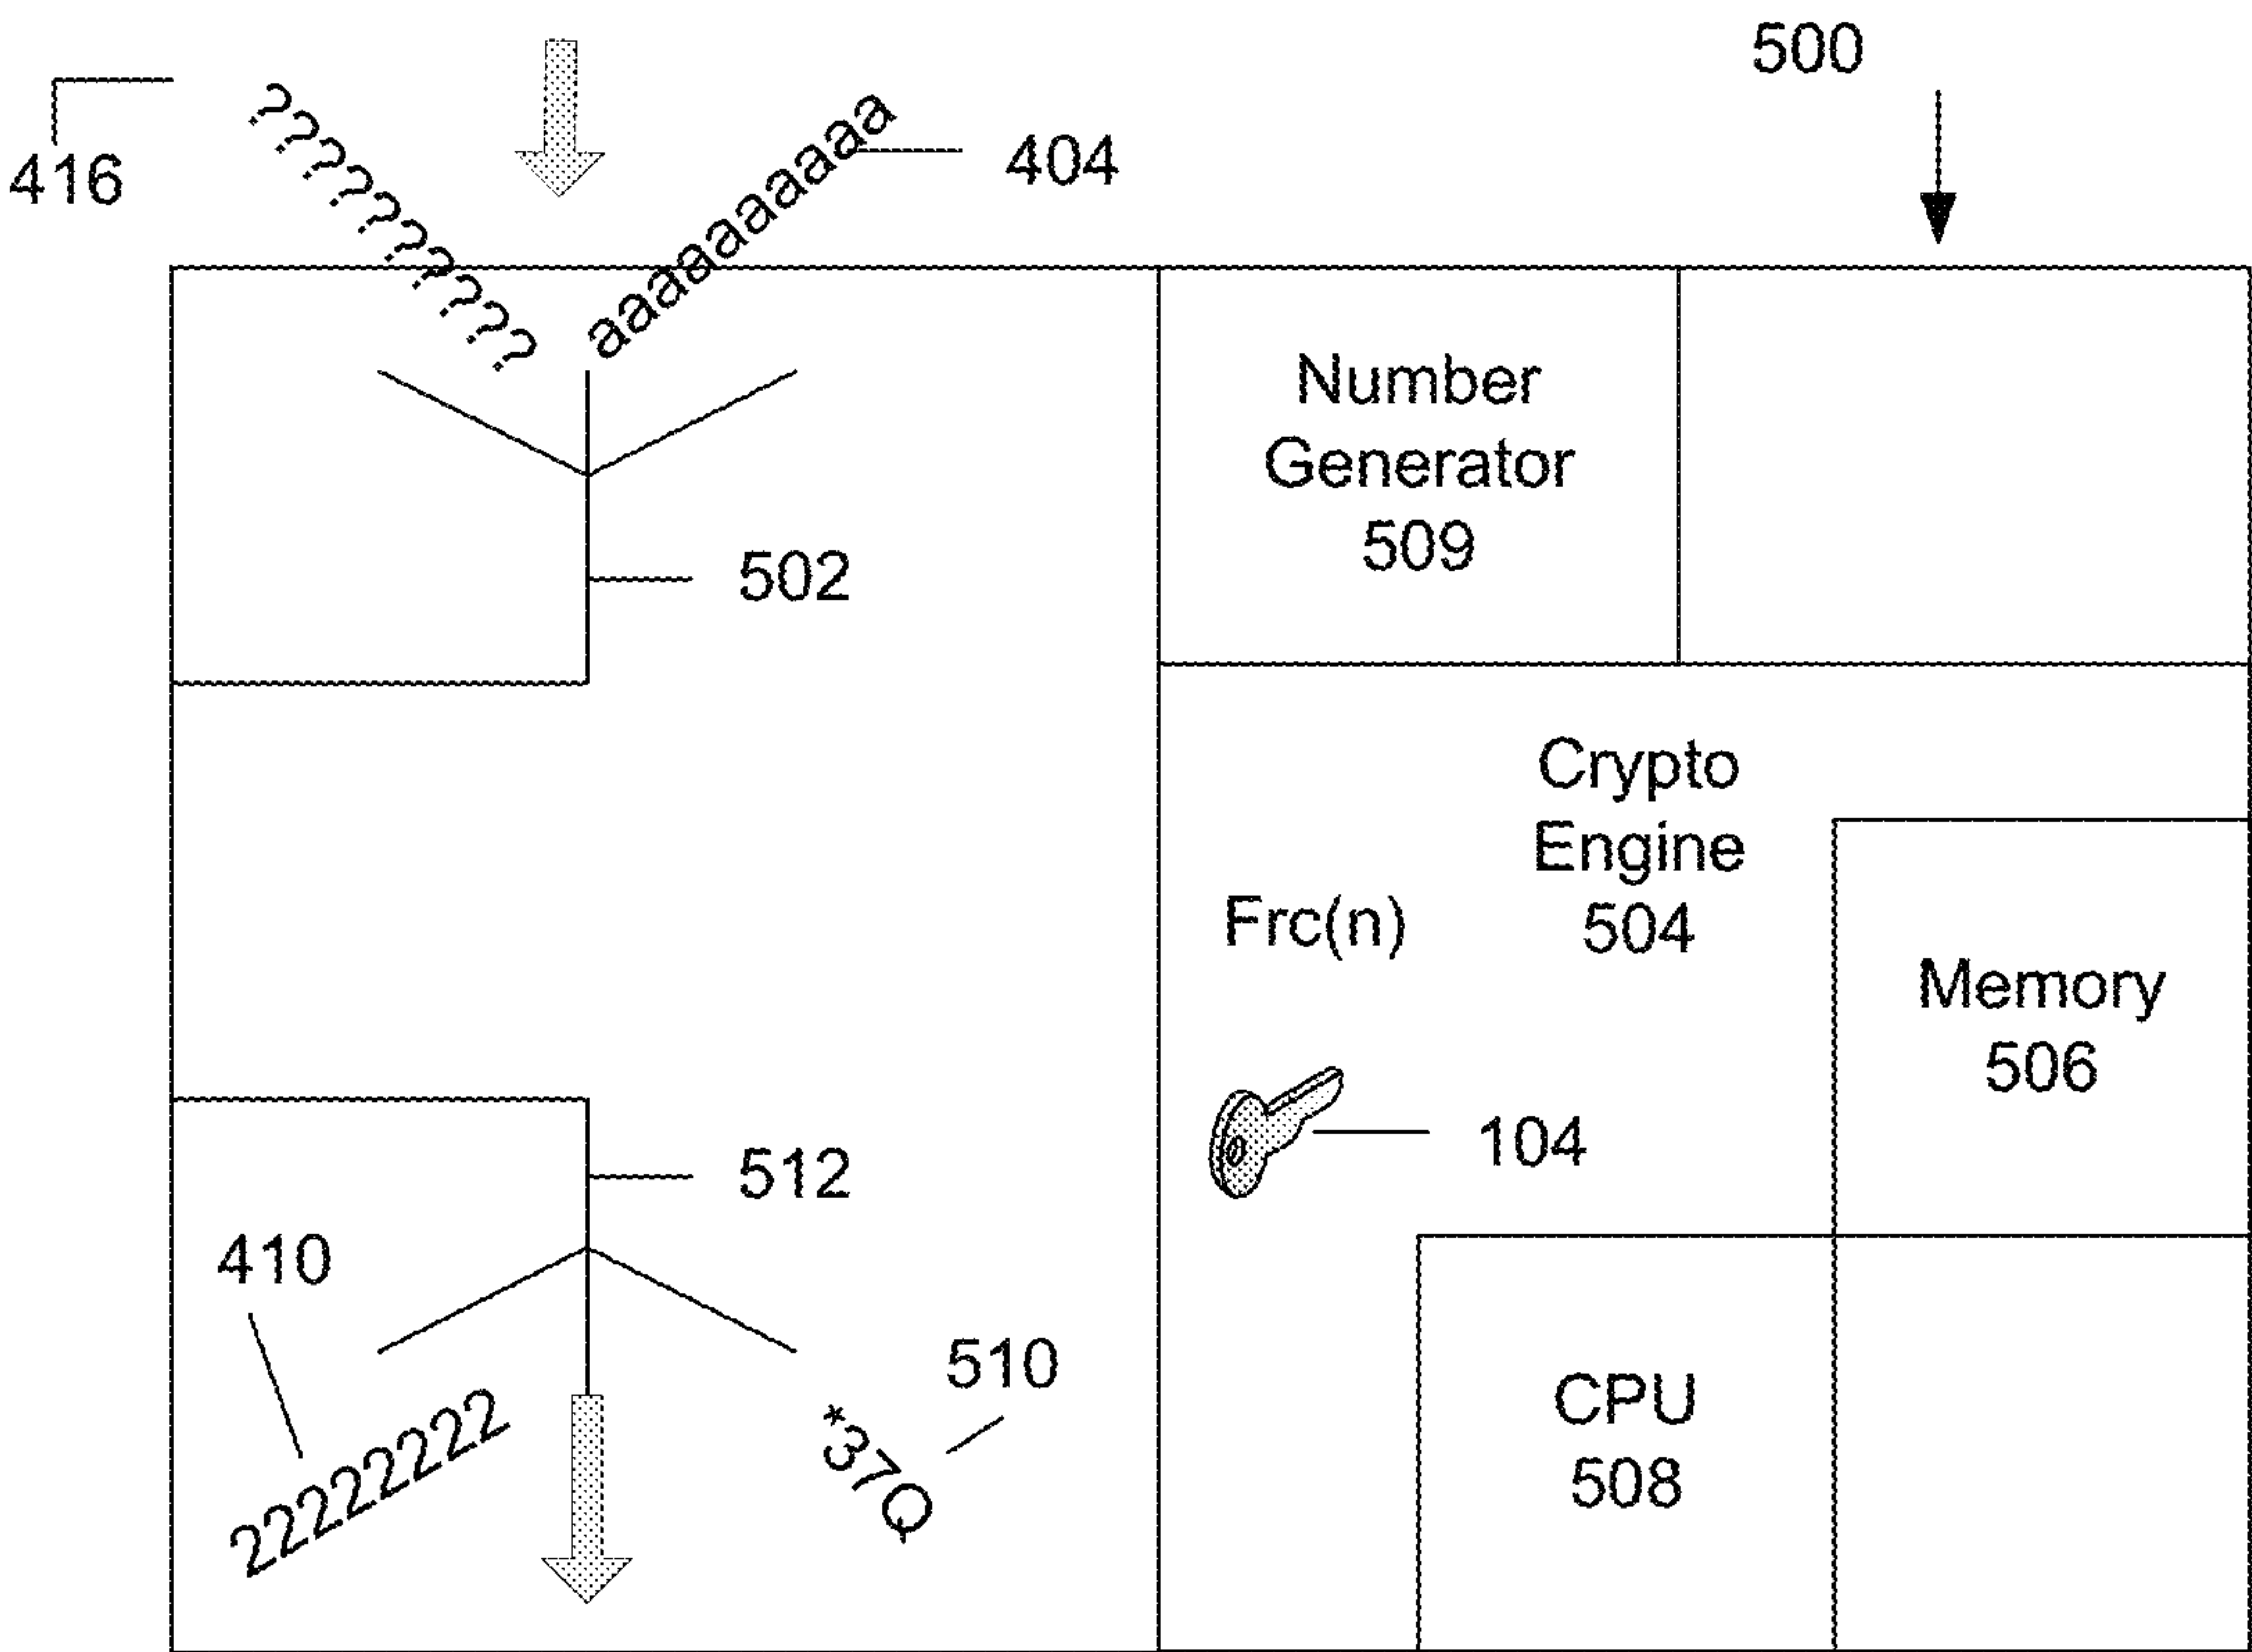 500
416
??????????
aaaaaaaaaa
404
Number
Generator
509
502
Crypto
Engine
504
Frc(n)
Memory
506
104
512
410
510
22222222
*37Q
CPU
508